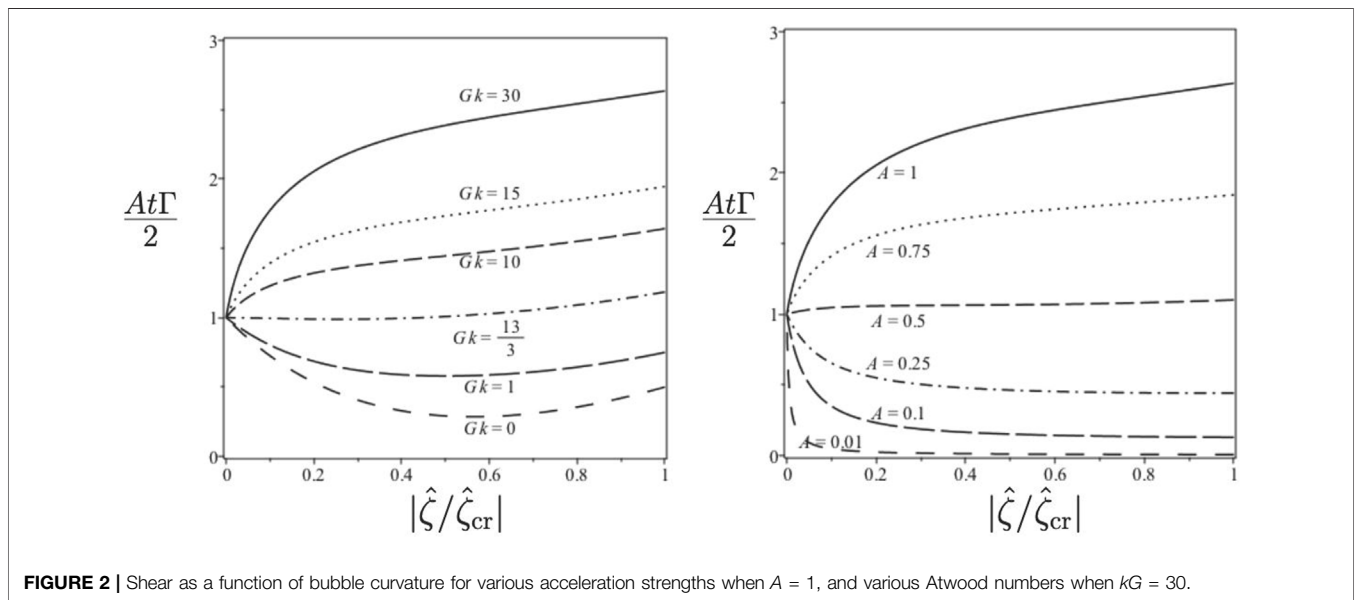 3
2
1
0
AtΓ
2
Gk = 30
Gk = 15
Gk = 10
Gk = 13
3
Gk = 1
Gk = 0
0 0.2 0.4 0.6 0.8 1
|ζ̂/ζ̂cr|
3
2
1
0
AtΓ
2
A = 1
A = 0.75
A = 0.5
A = 0.25
A = 0.1
A = 0.01
0 0.2 0.4 0.6 0.8 1
|ζ̂/ζ̂cr|
FIGURE 2 | Shear as a function of bubble curvature for various acceleration strengths when A = 1, and various Atwood numbers when kG = 30.